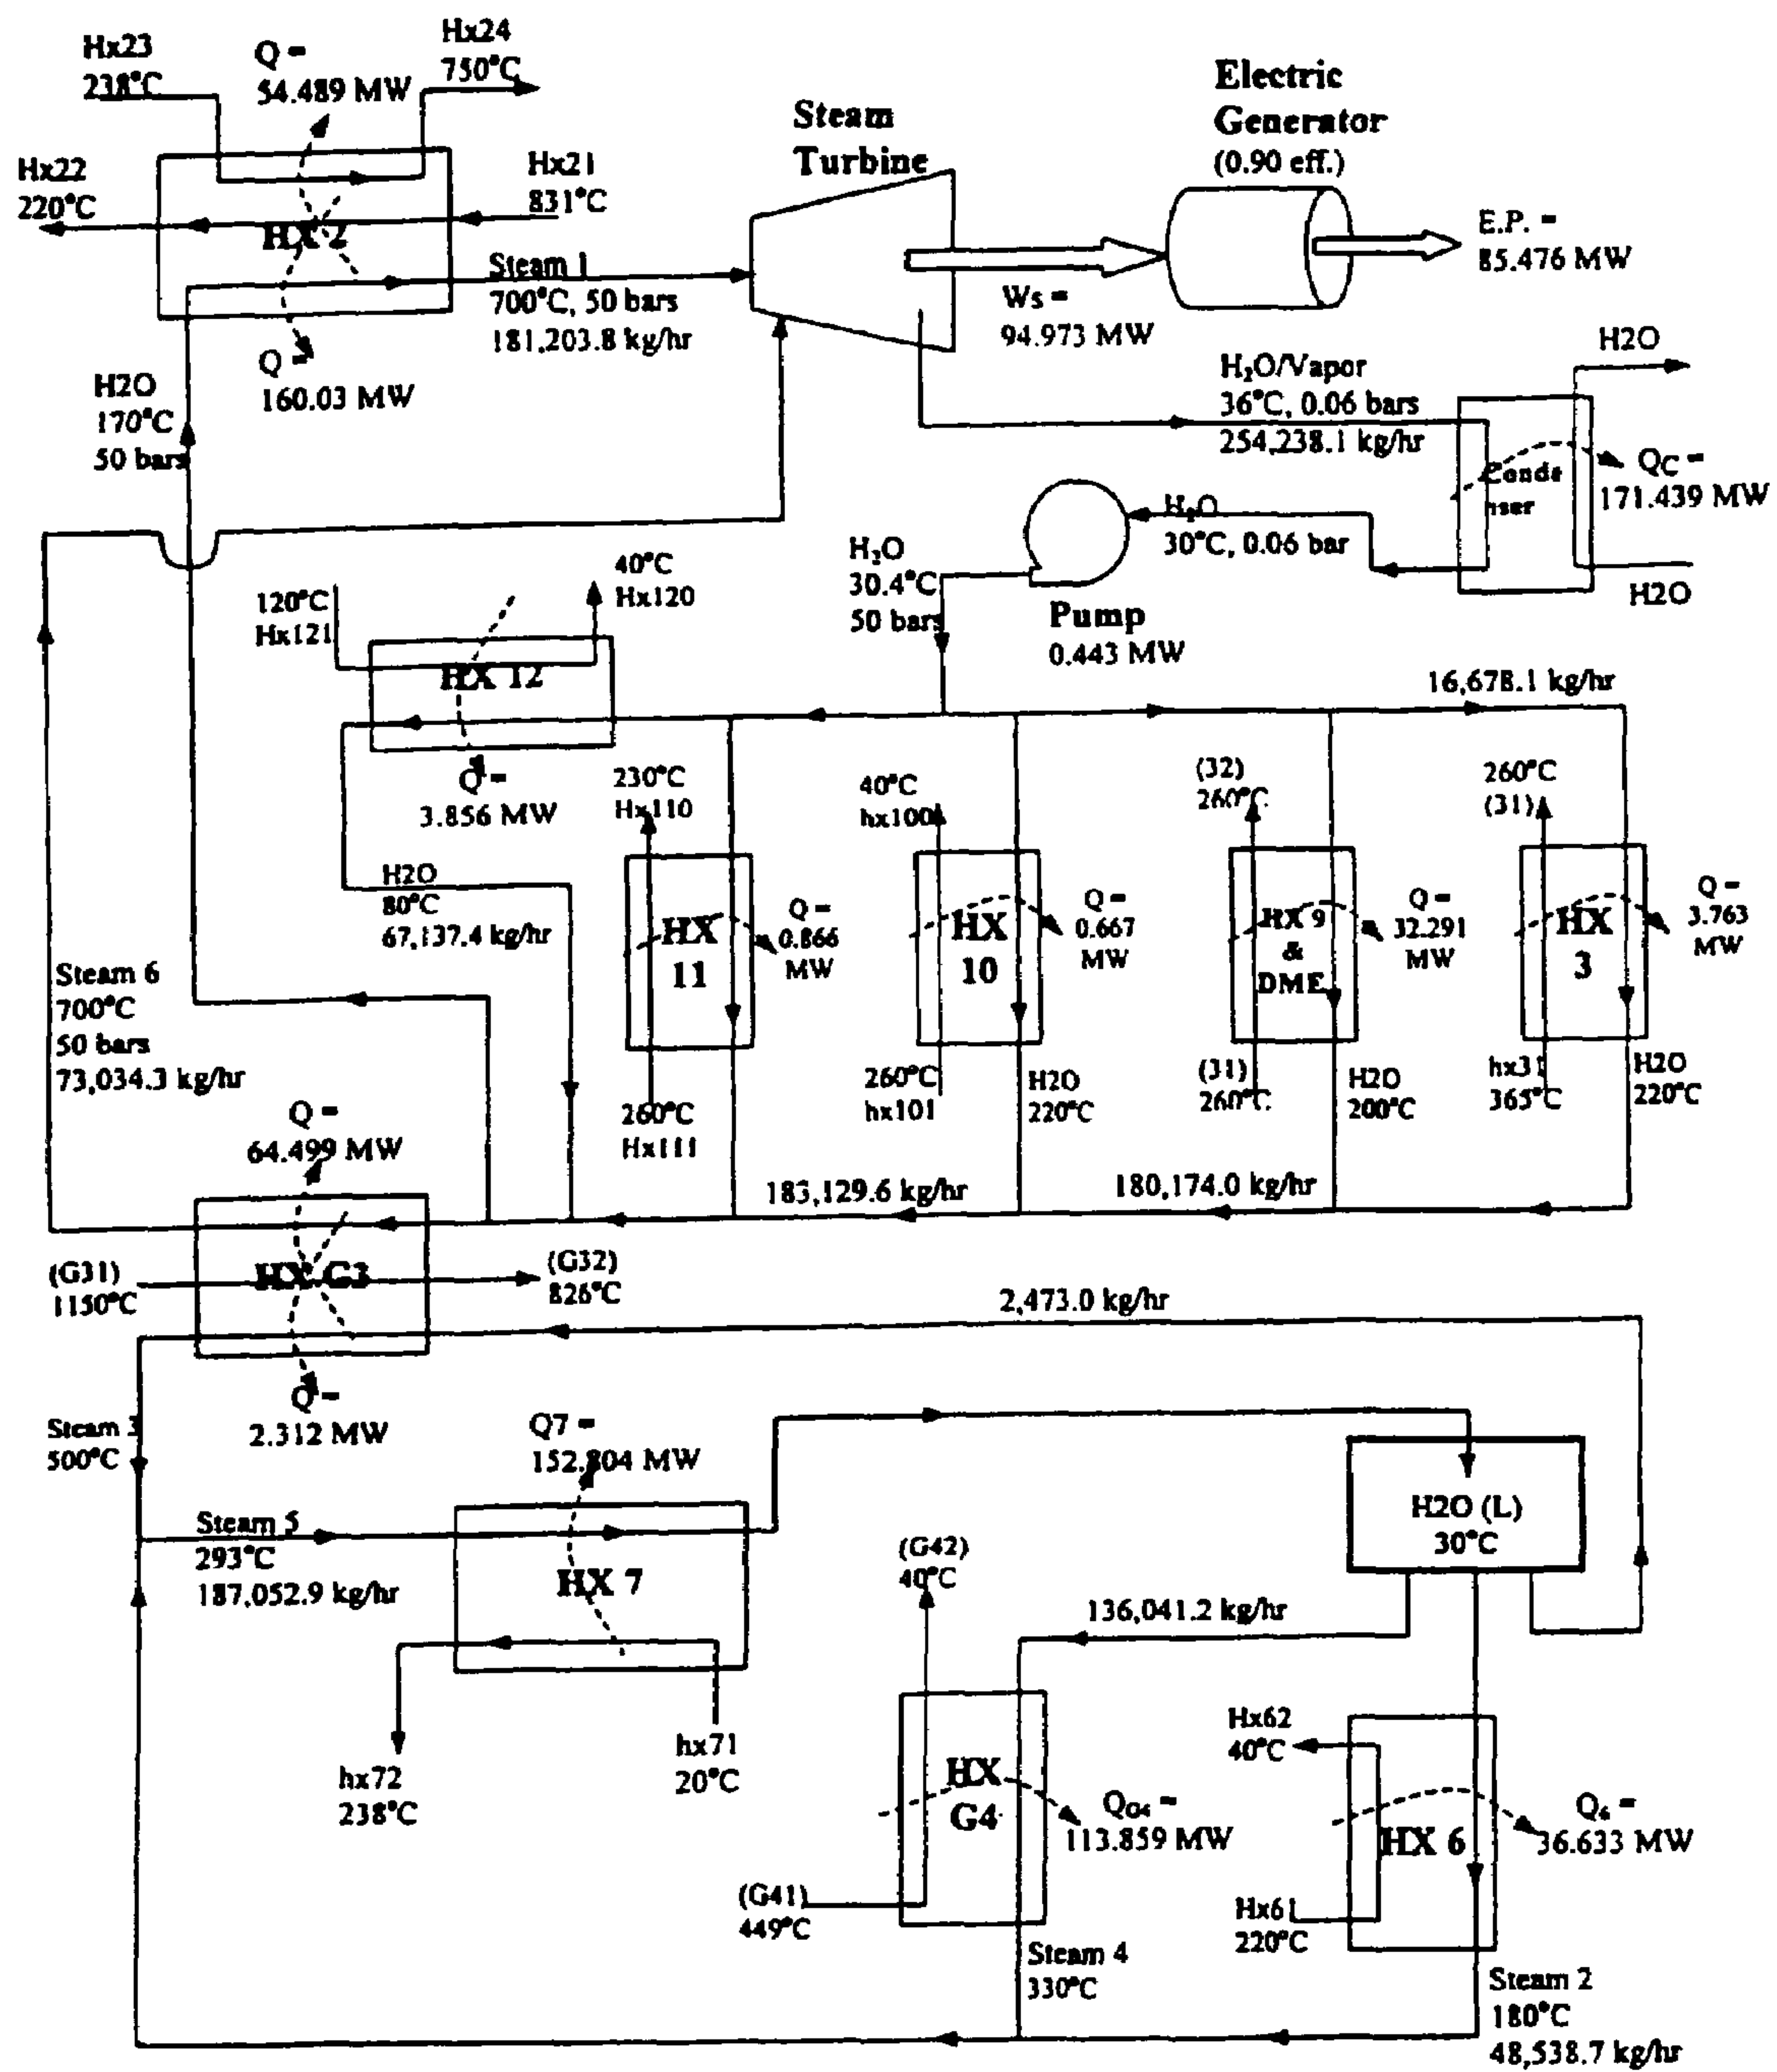 Hx23
238°C
Q =
54.489 MW
Hx24
750°C
Hx22
220°C
Hx21
831°C
HX 2
Steam 1
700°C, 50 bars
181,203.8 kg/hr
Q =
160.03 MW
H2O
170°C
50 bars
Steam
Turbine
Electric
Generator
(0.90 eff.)
E.P. =
85.476 MW
Ws =
94.973 MW
H2O
H₂O/Vapor
36°C, 0.06 bars
254,238.1 kg/hr
Conde
nser
QC =
171.439 MW
H₂O
30°C, 0.06 bar
H2O
H₂O
30.4°C
50 bars
Pump
0.443 MW
120°C
Hx121
40°C
Hx120
HX 12
Q =
3.856 MW
16,678.1 kg/hr
H2O
80°C
67,137.4 kg/hr
230°C
Hx110
HX
11
Q =
0.866
MW
260°C
Hx111
40°C
hx100
HX
10
Q =
0.667
MW
260°C
hx101
H2O
220°C
(32)
260°C
HX 9
&
DME
Q =
32.291
MW
(31)
260°C
H2O
200°C
260°C
(31)
HX
3
Q =
3.763
MW
hx31
365°C
H2O
220°C
Steam 6
700°C
50 bars
73,034.3 kg/hr
183,129.6 kg/hr
180,174.0 kg/hr
Q =
64.499 MW
(G31)
1150°C
HX G3
(G32)
826°C
Q =
2.312 MW
2,473.0 kg/hr
Steam 3
500°C
Q7 =
152.804 MW
Steam 5
293°C
187,052.9 kg/hr
HX 7
hx72
238°C
hx71
20°C
H2O (L)
30°C
136,041.2 kg/hr
(G42)
40°C
HX
G4
QG4 =
113.859 MW
(G41)
449°C
Steam 4
330°C
Hx62
40°C
HX 6
Q6 =
36.633 MW
Hx61
220°C
Steam 2
180°C
48,538.7 kg/hr